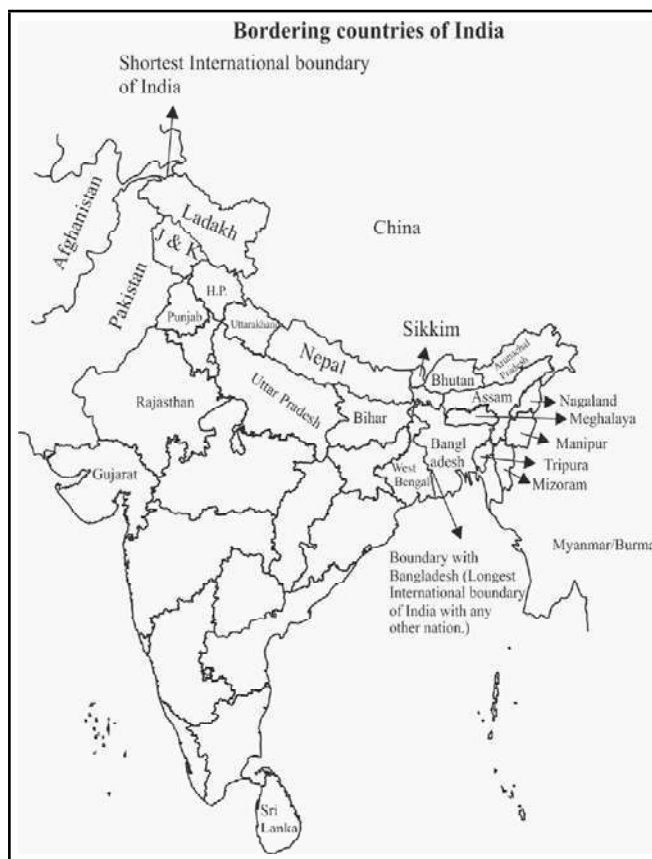 Bordering countries of India
Shortest International boundary
of India
Afghanistan
Ladakh
J & K
China
Pakistan
H.P.
Punjab
Uttarakhand
Nepal
Sikkim
Bhutan
Arunachal
Pradesh
Assam
Nagaland
Meghalaya
Rajasthan
Uttar Pradesh
Bihar
Manipur
Bangl
adesh
Tripura
Gujarat
West
Bengal
Mizoram
Myanmar/Burma
Boundary with
Bangladesh (Longest
International boundary
of India with any
other nation.)
Sri
Lanka